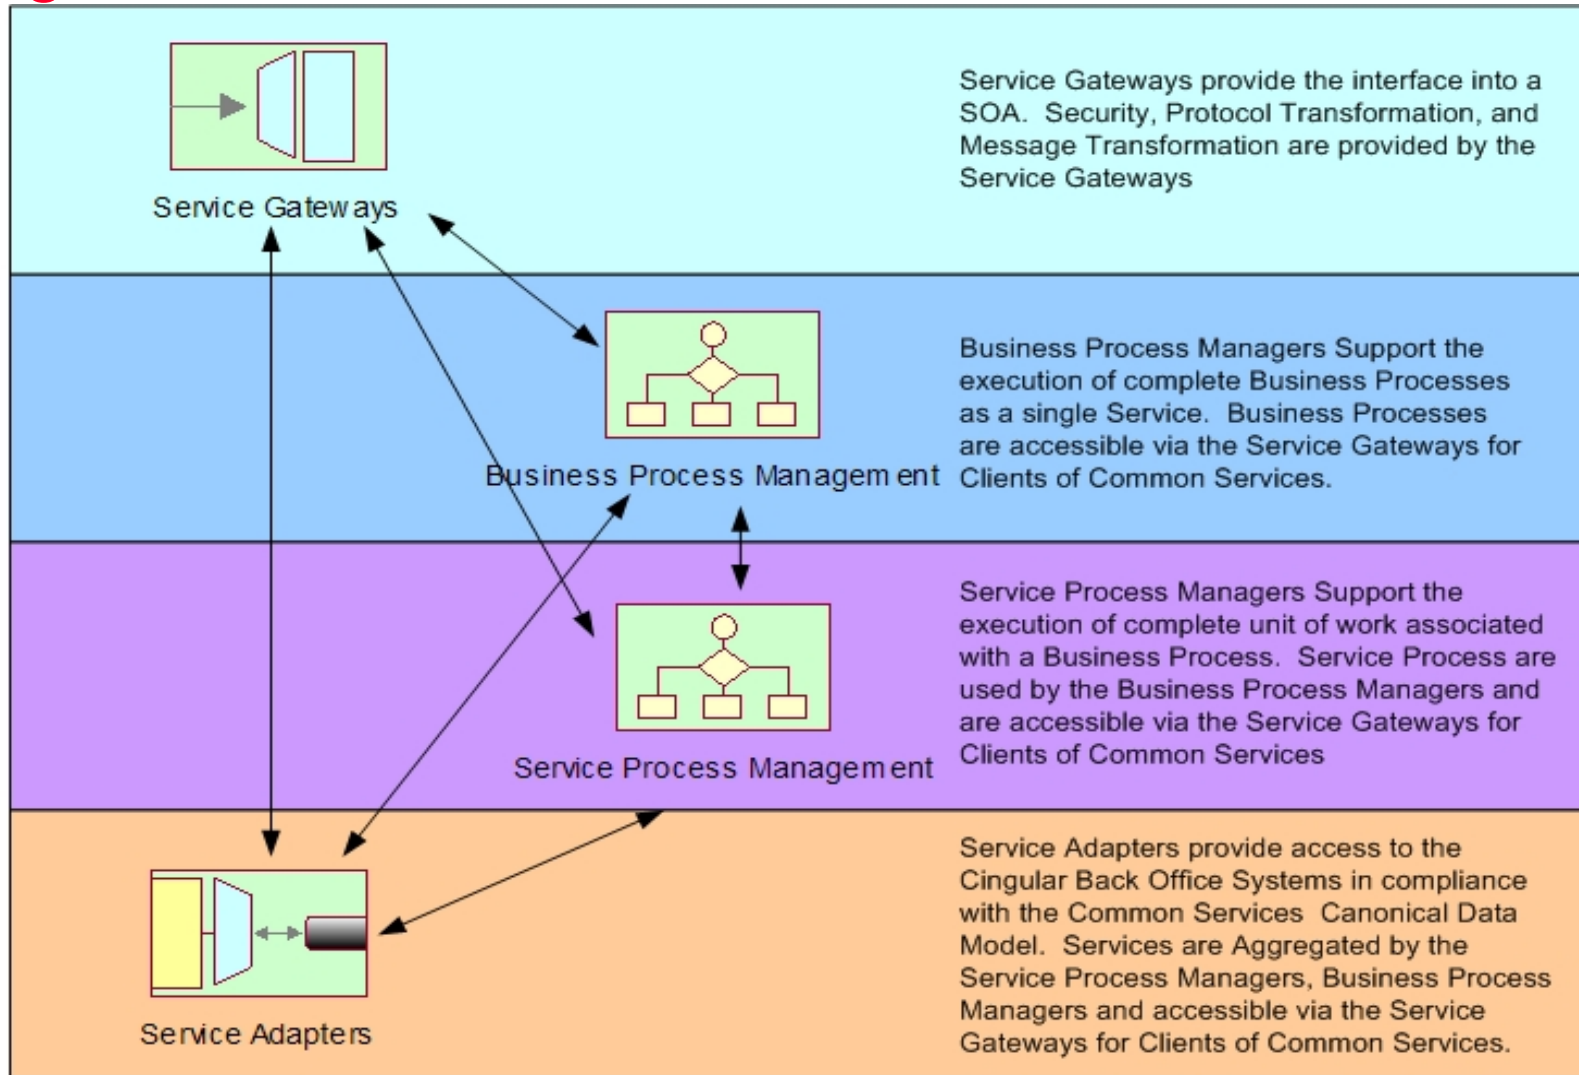 Service Gateways provide the interface into a
SOA.  Security, Protocol Transformation, and
Message Transformation are provided by the
Service Gateways
Service Gateways
Business Process Managers Support the
execution of complete Business Processes
as a single Service.  Business Processes
are accessible via the Service Gateways for
Clients of Common Services.
Business Process Management
Service Process Managers Support the
execution of complete unit of work associated
with a Business Process.  Service Process are
used by the Business Process Managers and
are accessible via the Service Gateways for
Clients of Common Services
Service Process Management
Service Adapters provide access to the
Cingular Back Office Systems in compliance
with the Common Services  Canonical Data
Model.  Services are Aggregated by the
Service Process Managers, Business Process
Managers and accessible via the Service
Gateways for Clients of Common Services.
Service Adapters